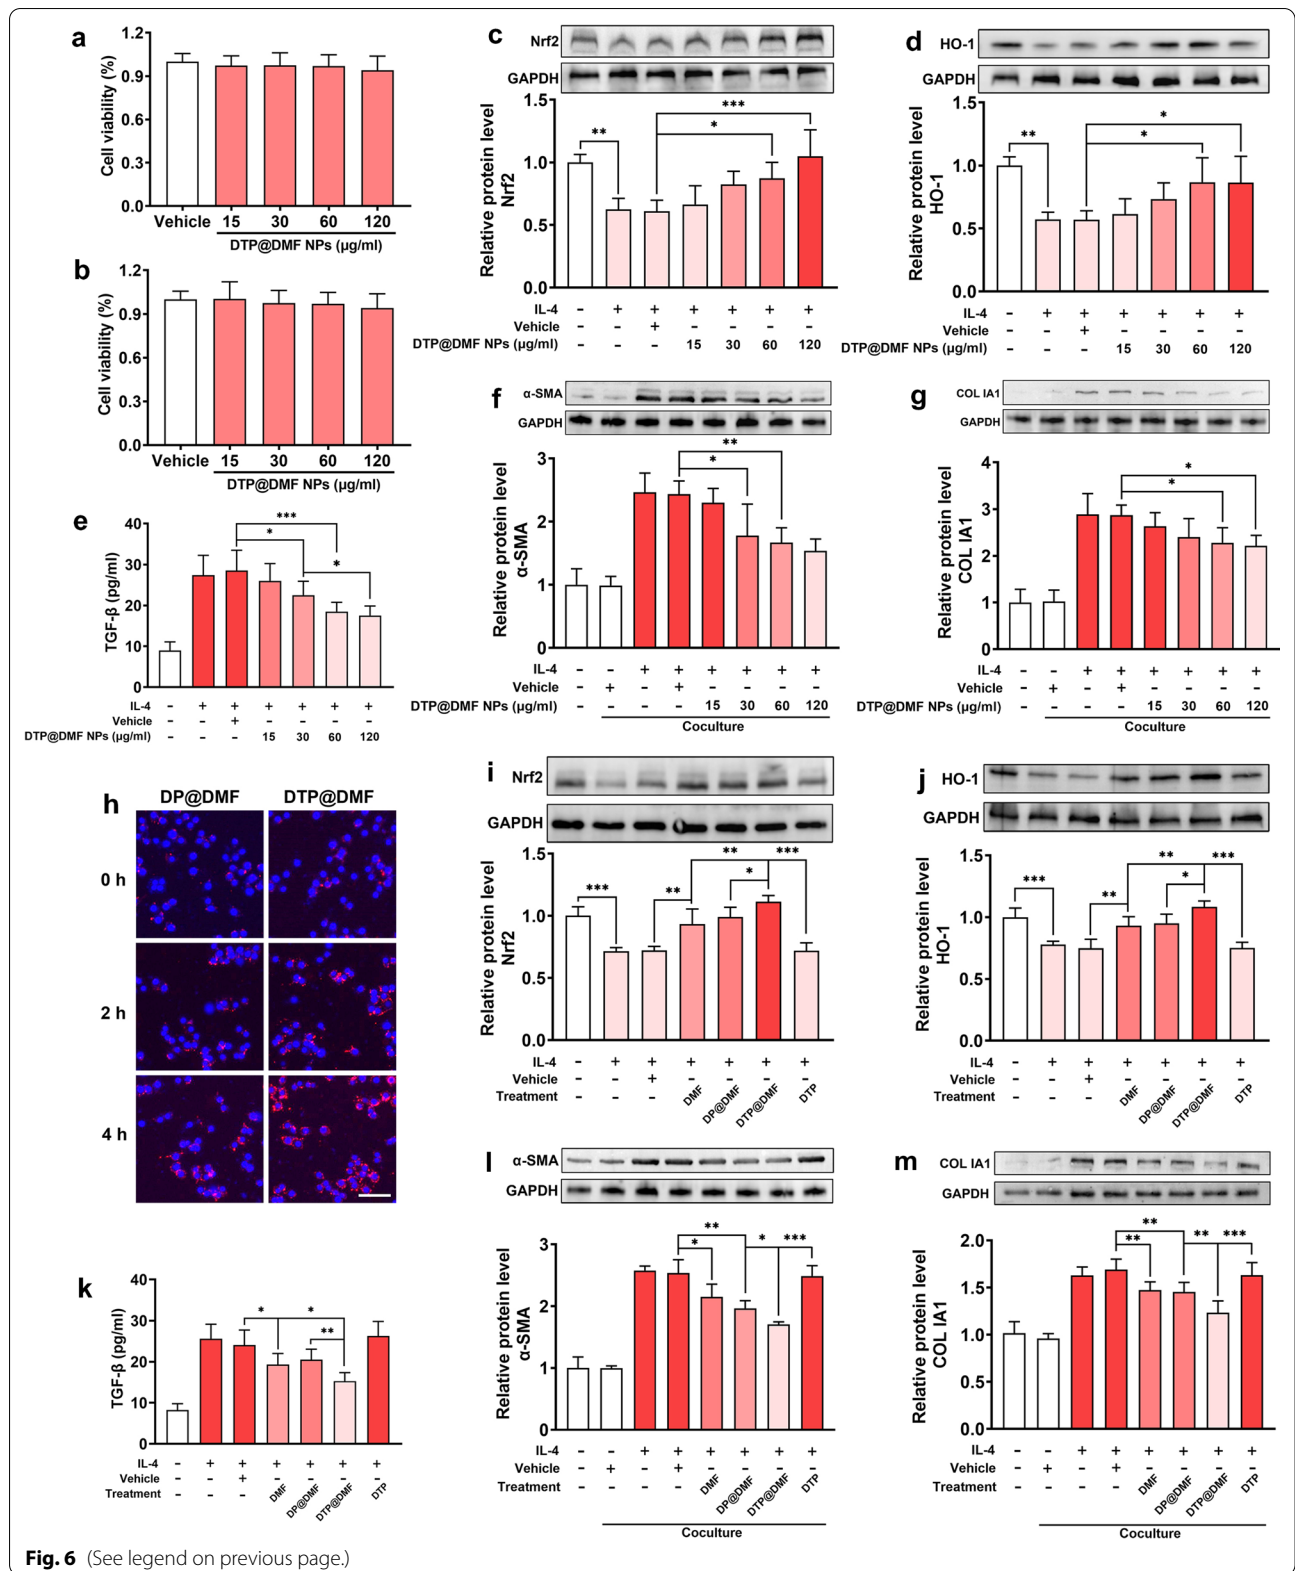 a
Cell viability (%)
1.2
0.9
0.6
0.3
0.0
Vehicle 15 30 60 120
DTP@DMF NPs (μg/ml)
b
Cell viability (%)
1.2
0.9
0.6
0.3
0.0
Vehicle 15 30 60 120
DTP@DMF NPs (μg/ml)
c
Nrf2
GAPDH
Relative protein level
Nrf2
1.5
1.0
0.5
0.0
** * ***
IL-4 - + + + + + +
Vehicle - - + - - - -
DTP@DMF NPs (μg/ml) - - - 15 30 60 120
d
HO-1
GAPDH
Relative protein level
HO-1
1.5
1.0
0.5
0.0
** * *
IL-4 - + + + + + +
Vehicle - - + - - - -
DTP@DMF NPs (μg/ml) - - - 15 30 60 120
e
TGF-β (pg/ml)
40
30
20
10
0
* *** *
IL-4 - + + + + + +
Vehicle - - + - - - -
DTP@DMF NPs (μg/ml) - - - 15 30 60 120
f
α-SMA
GAPDH
Relative protein level
α-SMA
3
2
1
0
* **
IL-4 - - + + + + + +
Vehicle - + - + - - - -
DTP@DMF NPs (μg/ml) - - - - 15 30 60 120
Coculture
g
COL IA1
GAPDH
Relative protein level
COL IA1
4
3
2
1
0
* *
IL-4 - - + + + + + +
Vehicle - + - + - - - -
DTP@DMF NPs (μg/ml) - - - - 15 30 60 120
Coculture
h
DP@DMF DTP@DMF
0 h
2 h
4 h
i
Nrf2
GAPDH
Relative protein level
Nrf2
1.5
1.0
0.5
0.0
*** ** ** * ***
IL-4 - + + + + + +
Vehicle - - + - - - -
Treatment - - - DMF DP@DMF DTP@DMF DTP
j
HO-1
GAPDH
Relative protein level
HO-1
1.5
1.0
0.5
0.0
*** ** ** * ***
IL-4 - + + + + + +
Vehicle - - + - - - -
Treatment - - - DMF DP@DMF DTP@DMF DTP
k
TGF-β (pg/ml)
40
30
20
10
0
* * **
IL-4 - + + + + + +
Vehicle - - + - - - -
Treatment - - - DMF DP@DMF DTP@DMF DTP
l
α-SMA
GAPDH
Relative protein level
α-SMA
3
2
1
0
* ** * ***
IL-4 - - + + + + + +
Vehicle - + - + - - - -
Treatment - - - - DMF DP@DMF DTP@DMF DTP
Coculture
m
COL IA1
GAPDH
Relative protein level
COL IA1
2.0
1.5
1.0
0.5
0.0
** ** ** ***
IL-4 - - + + + + + +
Vehicle - + - + - - - -
Treatment - - - - DMF DP@DMF DTP@DMF DTP
Coculture
Fig. 6 (See legend on previous page.)